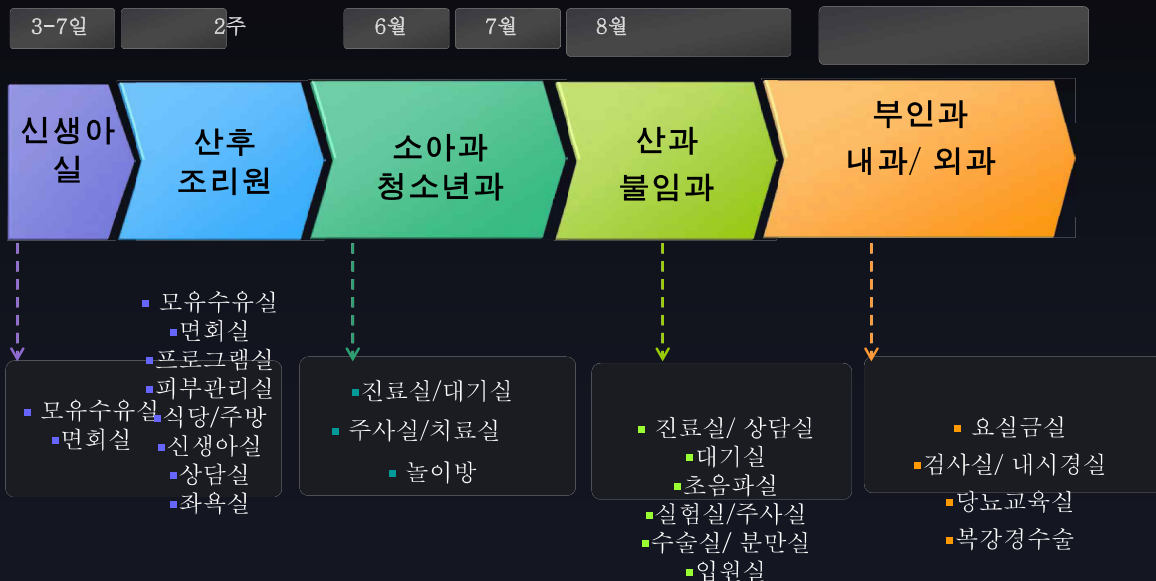 3-7일
2주
6월
7월
8월
신생아
실
산후
조리원
소아과
청소년과
산과
불임과
부인과
내과/ 외과
모유수유실
면회실
모유수유실
면회실
프로그램실
피부관리실
식당/주방
신생아실
상담실
좌욕실
진료실/대기실
주사실/치료실
놀이방
진료실/ 상담실
대기실
초음파실
실험실/주사실
수술실/ 분만실
입원실
요실금실
검사실/ 내시경실
당뇨교육실
복강경수술